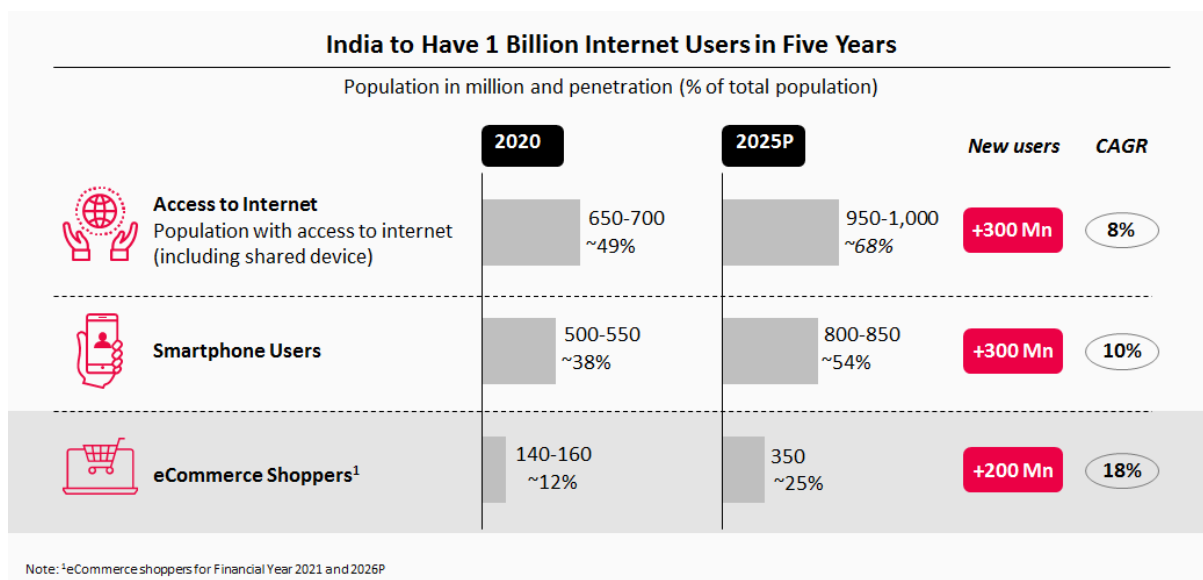 India to Have 1 Billion Internet Users in Five Years
Population in million and penetration (% of total population)
2020
2025P
New users
CAGR
Access to Internet
Population with access to internet
(including shared device)
650-700
~49%
950-1,000
~68%
+300 Mn
8%
Smartphone Users
500-550
~38%
800-850
~54%
+300 Mn
10%
eCommerce Shoppers¹
140-160
~12%
350
~25%
+200 Mn
18%
Note: ¹eCommerce shoppers for Financial Year 2021 and 2026P